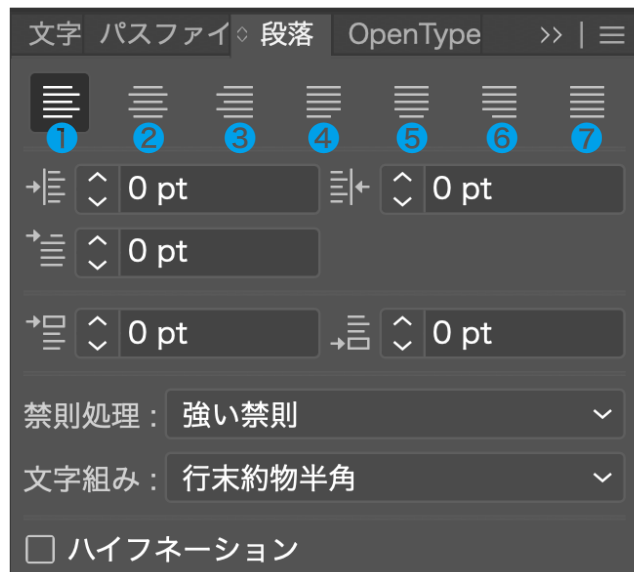 文字 パスファイ 段落 OpenType
❶ ❷ ❸ ❹ ❺ ❻ ❼
0 pt 0 pt
0 pt
0 pt 0 pt
禁則処理 : 強い禁則
文字組み : 行末約物半角
ハイフネーション